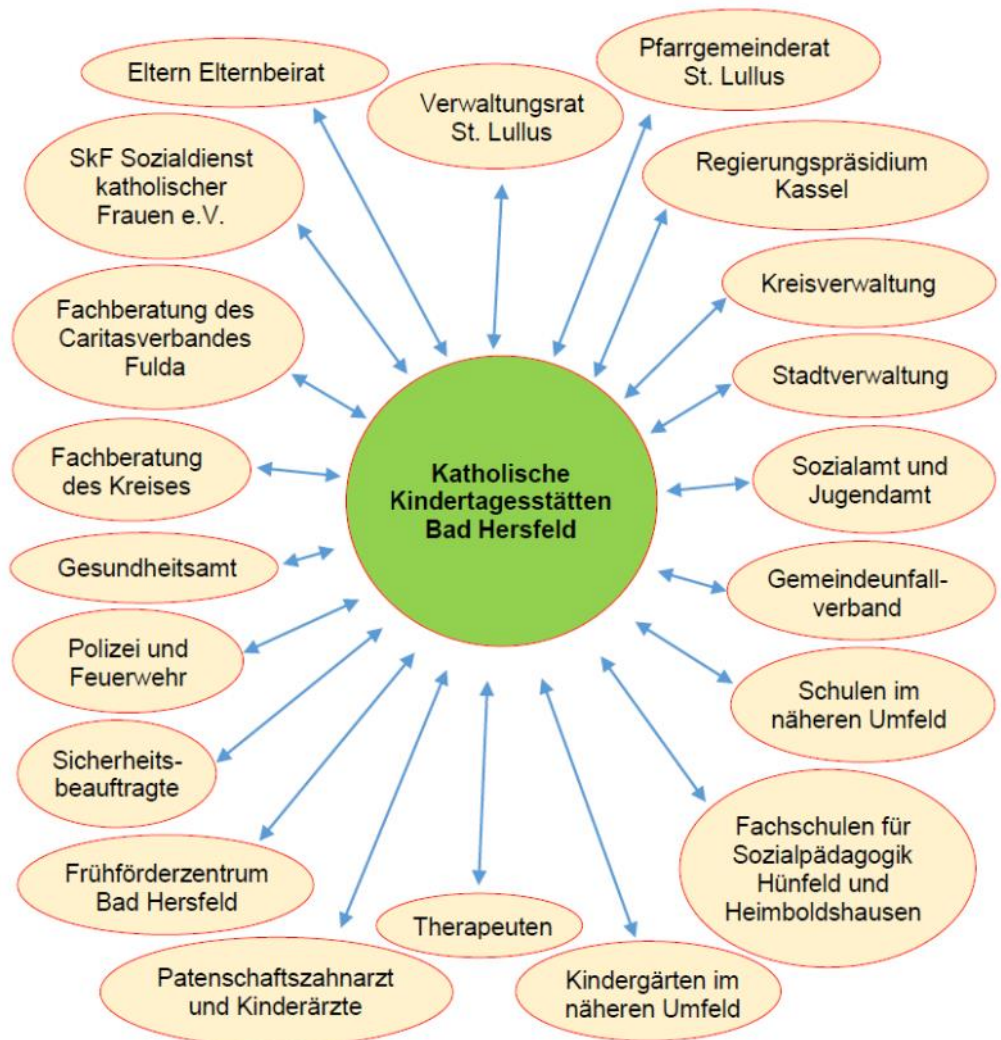 Eltern Elternbeirat
Verwaltungsrat
St. Lullus
Pfarrgemeinderat
St. Lullus
SkF Sozialdienst
katholischer
Frauen e.V.
Regierungspräsidium
Kassel
Fachberatung des
Caritasverbandes
Fulda
Kreisverwaltung
Stadtverwaltung
Fachberatung
des Kreises
Katholische
Kindertagesstätten
Bad Hersfeld
Sozialamt und
Jugendamt
Gesundheitsamt
Gemeindeunfall-
verband
Polizei und
Feuerwehr
Schulen im
näheren Umfeld
Sicherheits-
beauftragte
Fachschulen für
Sozialpädagogik
Hünfeld und
Heimboldshausen
Frühförderzentrum
Bad Hersfeld
Therapeuten
Patenschaftszahnarzt
und Kinderärzte
Kindergärten im
näheren Umfeld